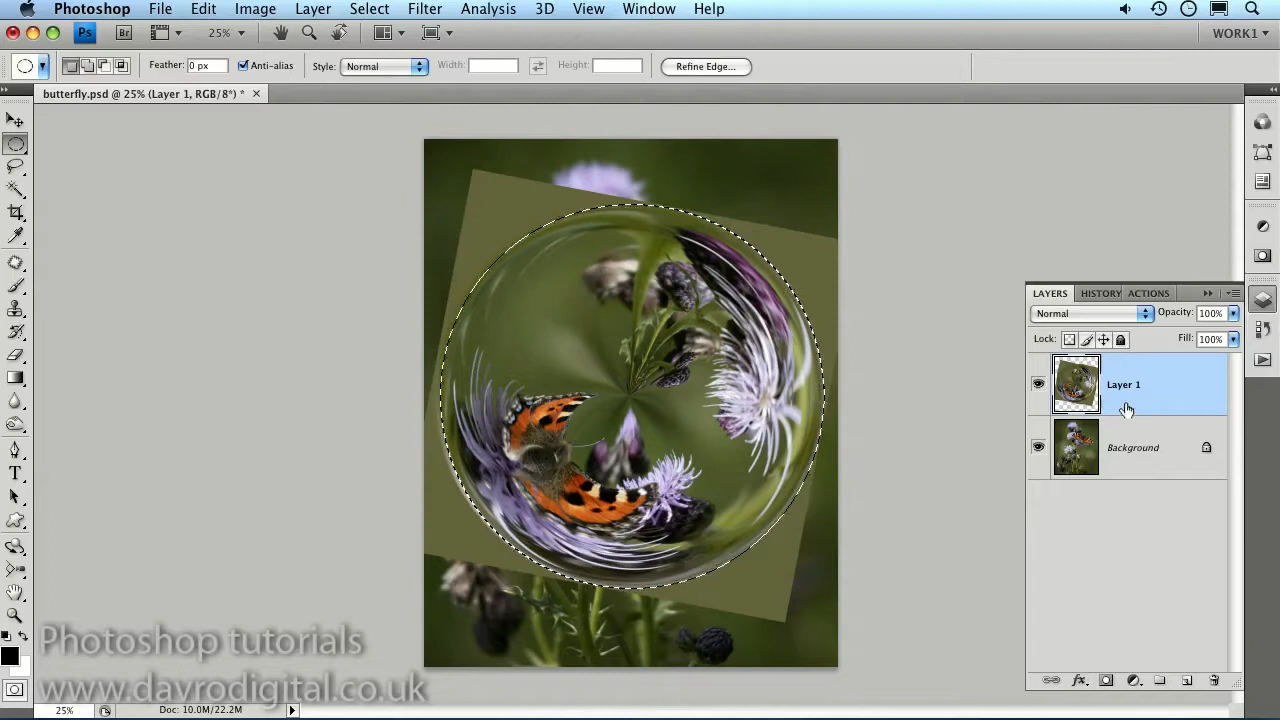 Photoshop File Edit Image Layer Select Filter Analysis 3D View Window Help
Ps Br 25% WORK1
Feather: 0 px Anti-alias Style: Normal Width: Height: Refine Edge...
butterfly.psd @ 25% (Layer 1, RGB/8*) *
LAYERS HISTORY ACTIONS
Normal Opacity: 100%
Lock: Fill: 100%
Layer 1
Background
Photoshop tutorials
www.davrodigital.co.uk
25% Doc: 10.0M/22.2M